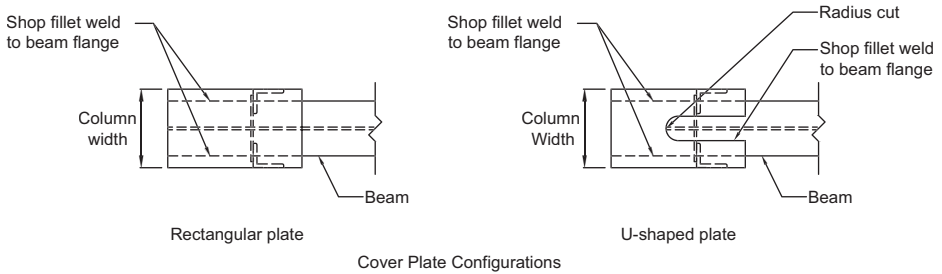 Shop fillet weld
to beam flange
Column
width
Beam
Rectangular plate
Shop fillet weld
to beam flange
Radius cut
Shop fillet weld
to beam flange
Column
Width
Beam
U-shaped plate
Cover Plate Configurations